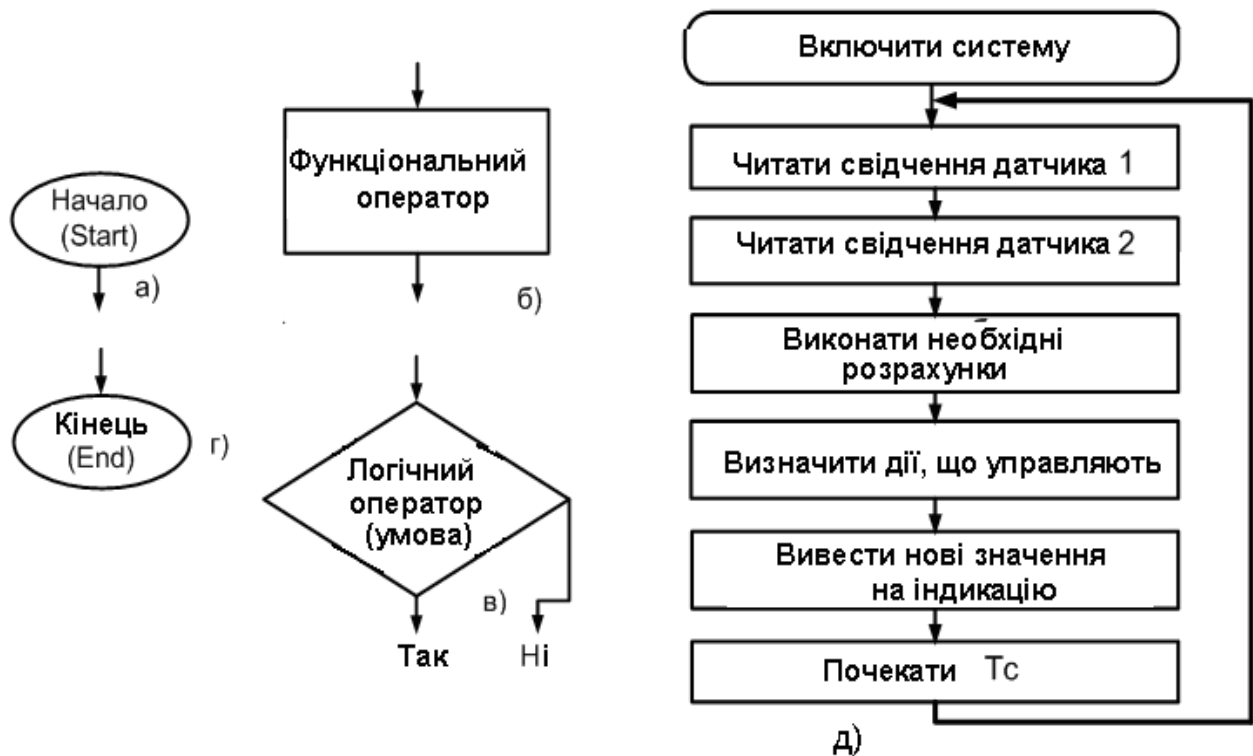 Начало
(Start)
а)
Кінець
(End)
г)
Функціональний
оператор
б)
Логічний
оператор
(умова)
в)
Так
Ні
Включити систему
Читати свідчення датчика 1
Читати свідчення датчика 2
Виконати необхідні
розрахунки
Визначити дії, що управляють
Вивести нові значення
на індикацію
Почекати Тс
д)